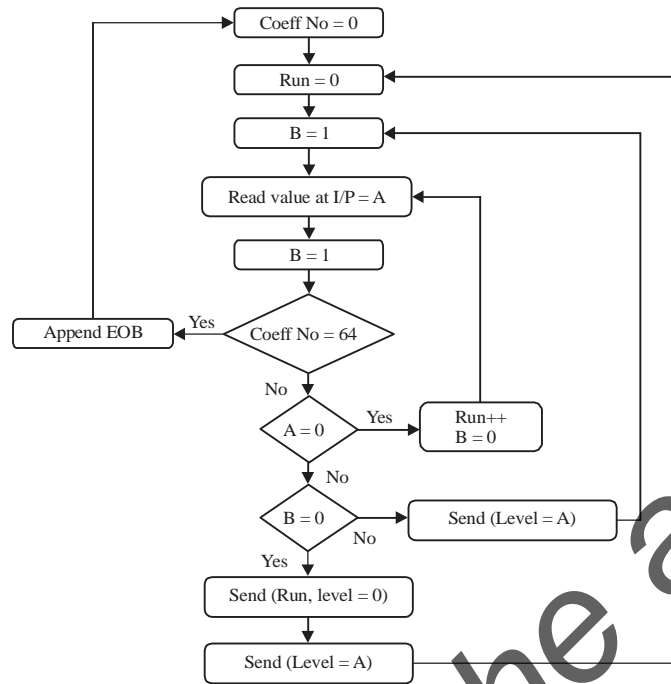 Coeff No = 0
Run = 0
B = 1
Read value at I/P = A
B = 1
Append EOB
Yes
Coeff No = 64
No
A = 0
Yes
Run++
B = 0
No
B = 0
No
Send (Level = A)
Yes
Send (Run, level = 0)
Send (Level = A)
he a